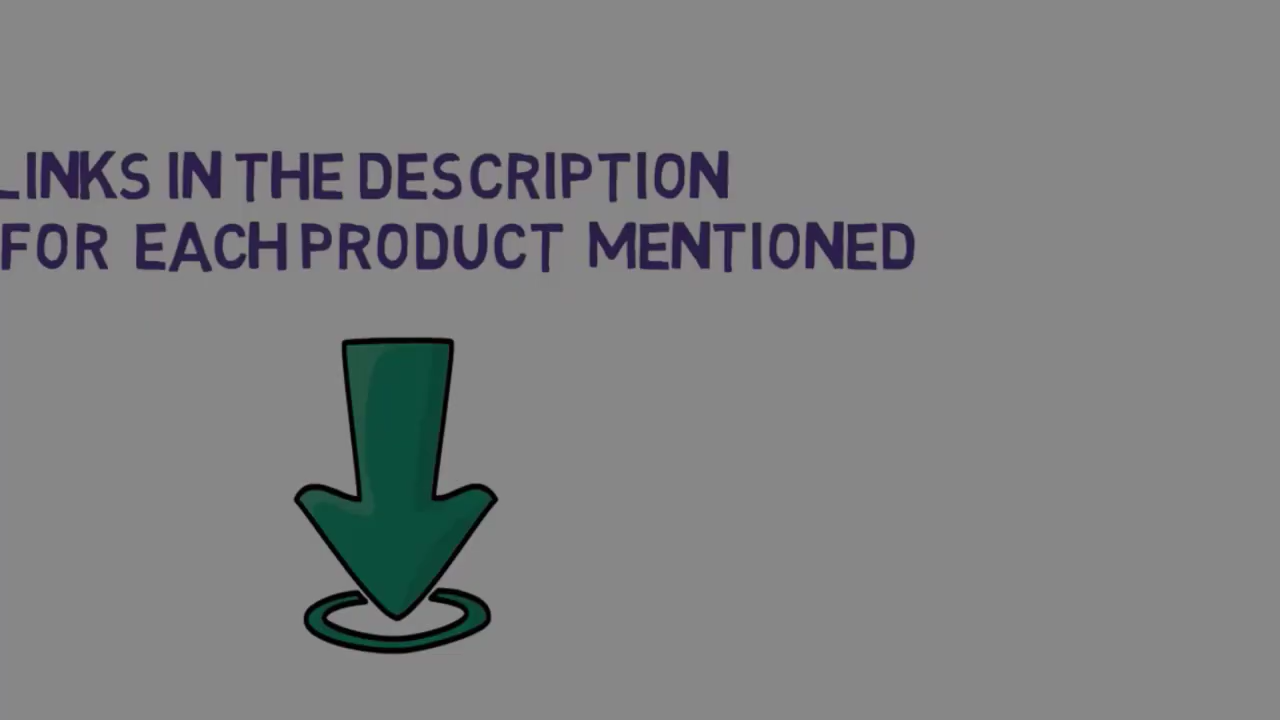 LINKS IN THE DESCRIPTION
FOR EACH PRODUCT MENTIONED